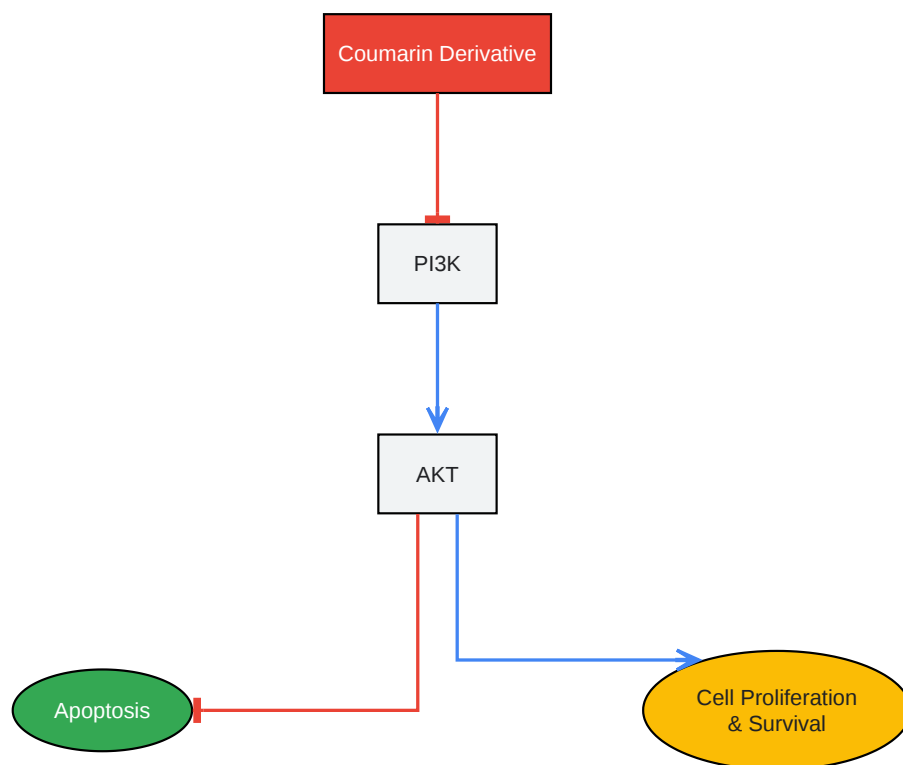 Coumarin Derivative
PI3K
AKT
Apoptosis
Cell Proliferation
& Survival